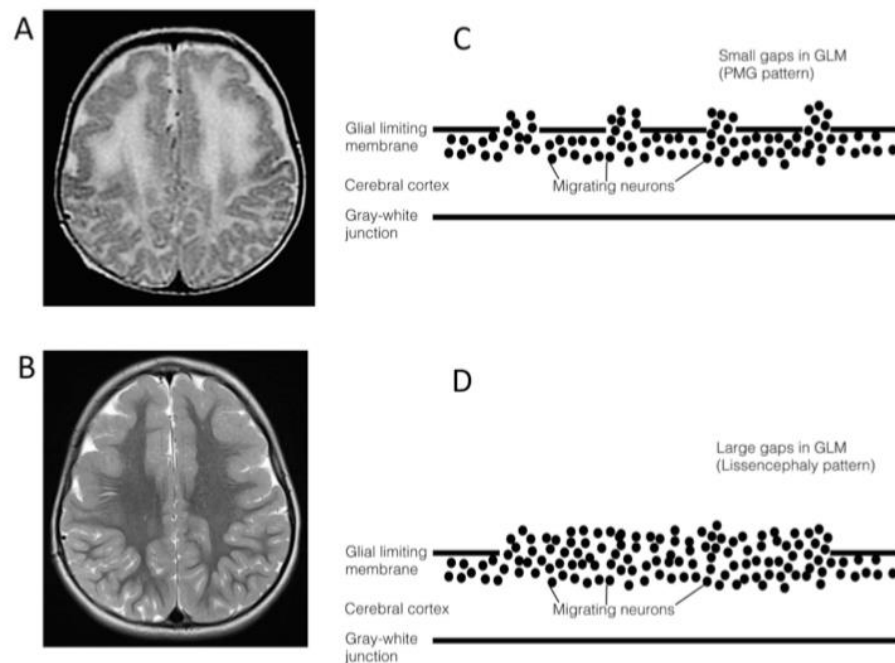 A
C
Small gaps in GLM
(PMG pattern)
Glial limiting
membrane
Cerebral cortex
Migrating neurons
Gray-white
junction
B
D
Large gaps in GLM
(Lissencephaly pattern)
Glial limiting
membrane
Cerebral cortex
Migrating neurons
Gray-white
junction